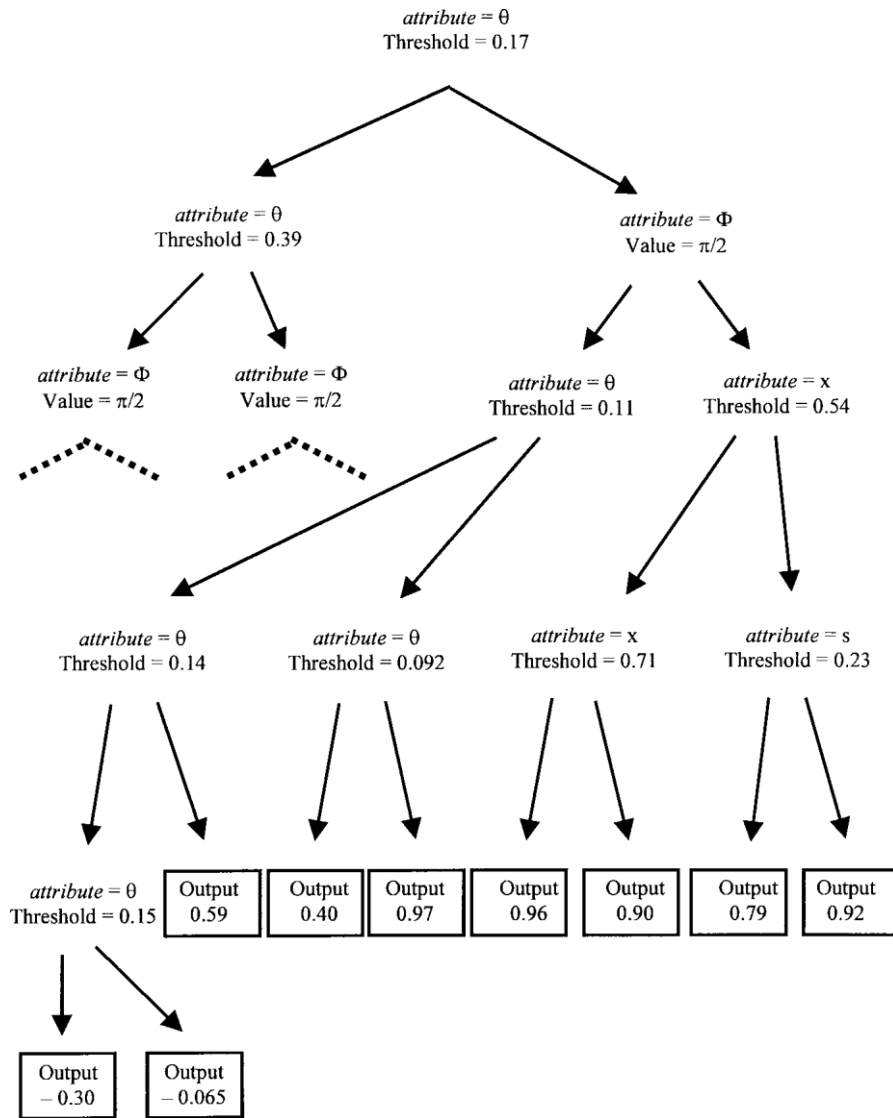 attribute = θ
Threshold = 0.17
attribute = θ
Threshold = 0.39
attribute = Φ
Value = π/2
attribute = Φ
Value = π/2
attribute = Φ
Value = π/2
attribute = θ
Threshold = 0.11
attribute = x
Threshold = 0.54
attribute = θ
Threshold = 0.14
attribute = θ
Threshold = 0.092
attribute = x
Threshold = 0.71
attribute = s
Threshold = 0.23
attribute = θ
Threshold = 0.15
Output
0.59
Output
0.40
Output
0.97
Output
0.96
Output
0.90
Output
0.79
Output
0.92
Output
– 0.30
Output
– 0.065